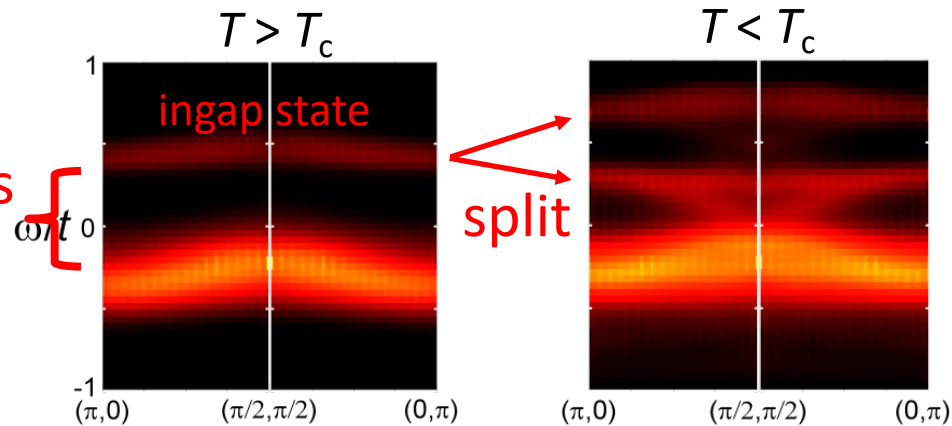 T > Tc
T < Tc
1
ingap state
s
ω/t
0
split
-1
(π,0)
(π/2,π/2)
(0,π)
(π,0)
(π/2,π/2)
(0,π)